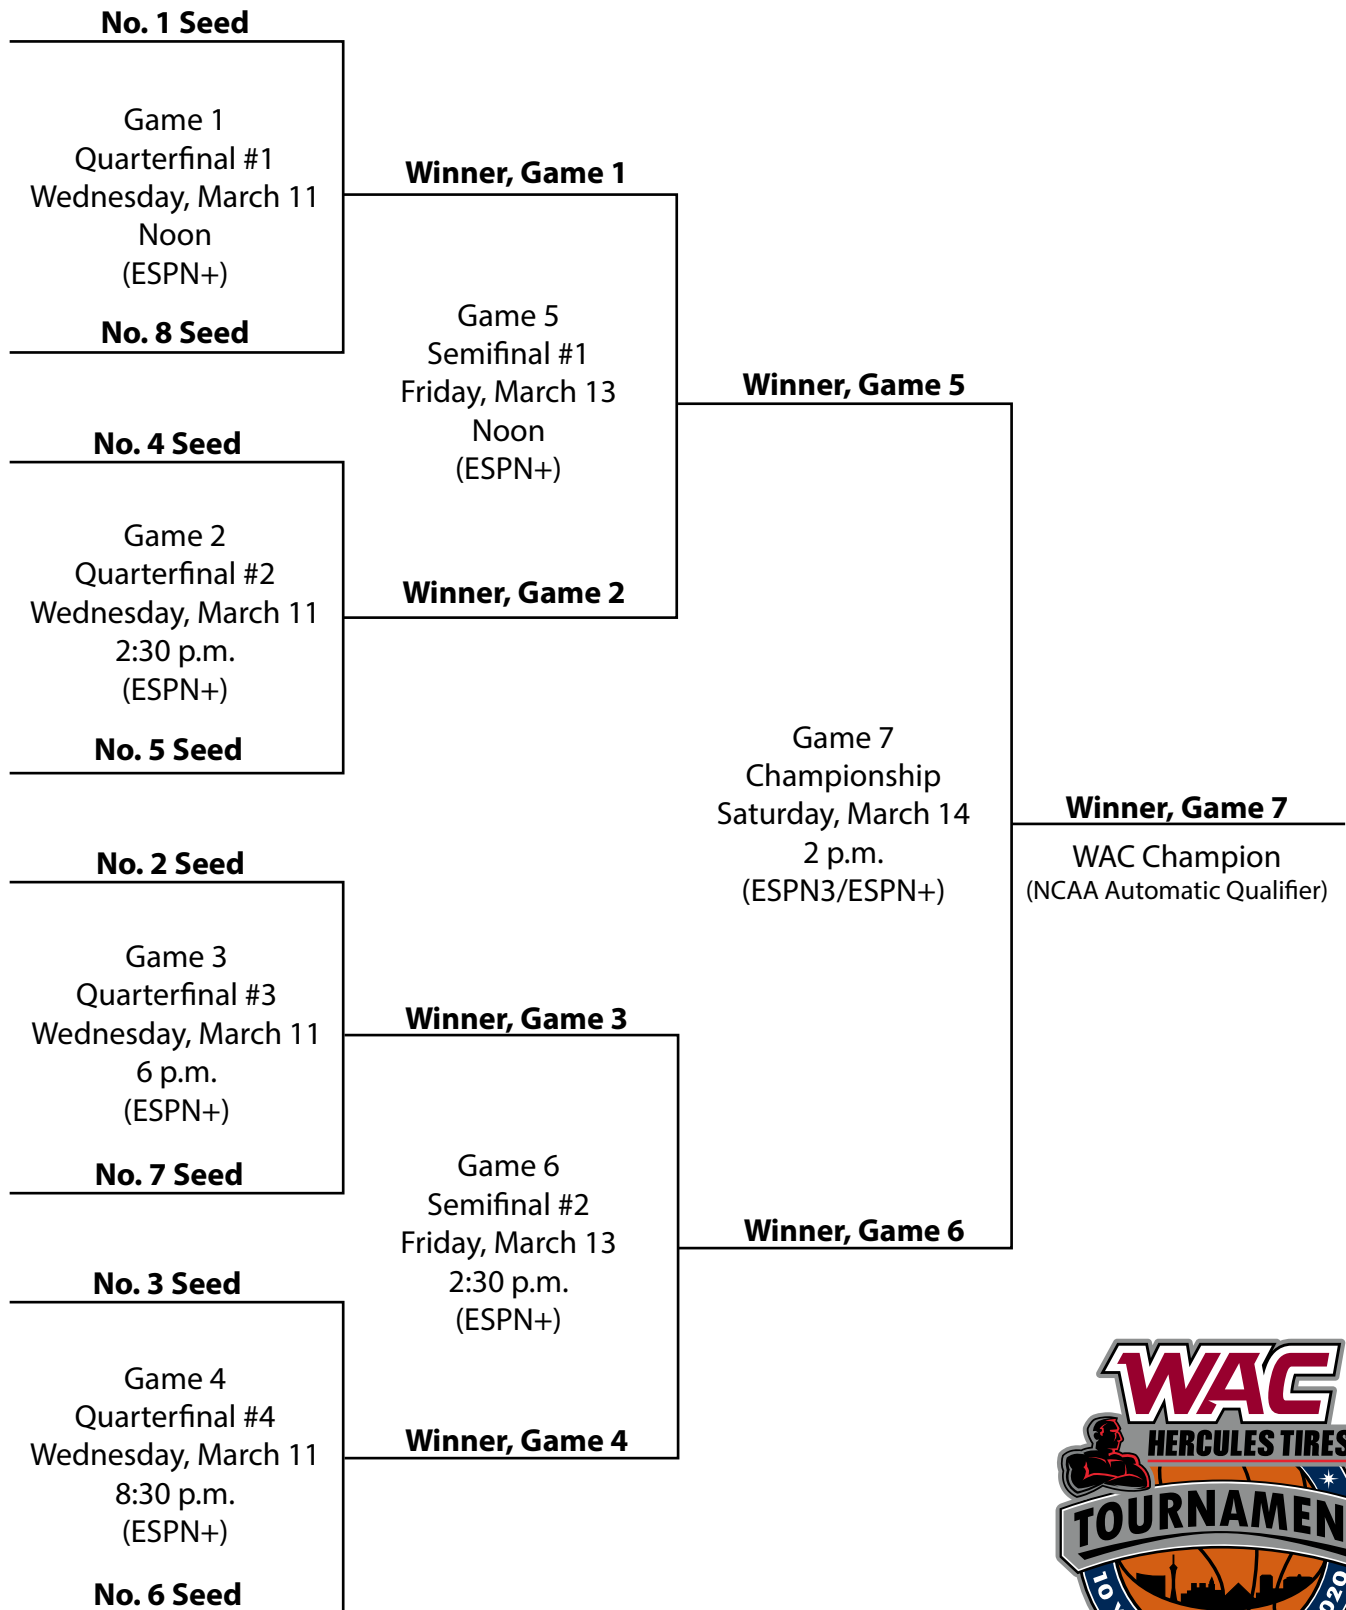 No. 1 Seed
Game 1
Quarterfinal #1
Wednesday, March 11
Noon
(ESPN+)
No. 8 Seed
No. 4 Seed
Game 2
Quarterfinal #2
Wednesday, March 11
2:30 p.m.
(ESPN+)
No. 5 Seed
No. 2 Seed
Game 3
Quarterfinal #3
Wednesday, March 11
6 p.m.
(ESPN+)
No. 7 Seed
No. 3 Seed
Game 4
Quarterfinal #4
Wednesday, March 11
8:30 p.m.
(ESPN+)
No. 6 Seed
Winner, Game 1
Game 5
Semifinal #1
Friday, March 13
Noon
(ESPN+)
Winner, Game 2
Winner, Game 3
Game 6
Semifinal #2
Friday, March 13
2:30 p.m.
(ESPN+)
Winner, Game 4
Winner, Game 5
Game 7
Championship
Saturday, March 14
2 p.m.
(ESPN3/ESPN+)
Winner, Game 6
Winner, Game 7
WAC Champion
(NCAA Automatic Qualifier)
WAC
HERCULES TIRES
TOURNAMEN
10